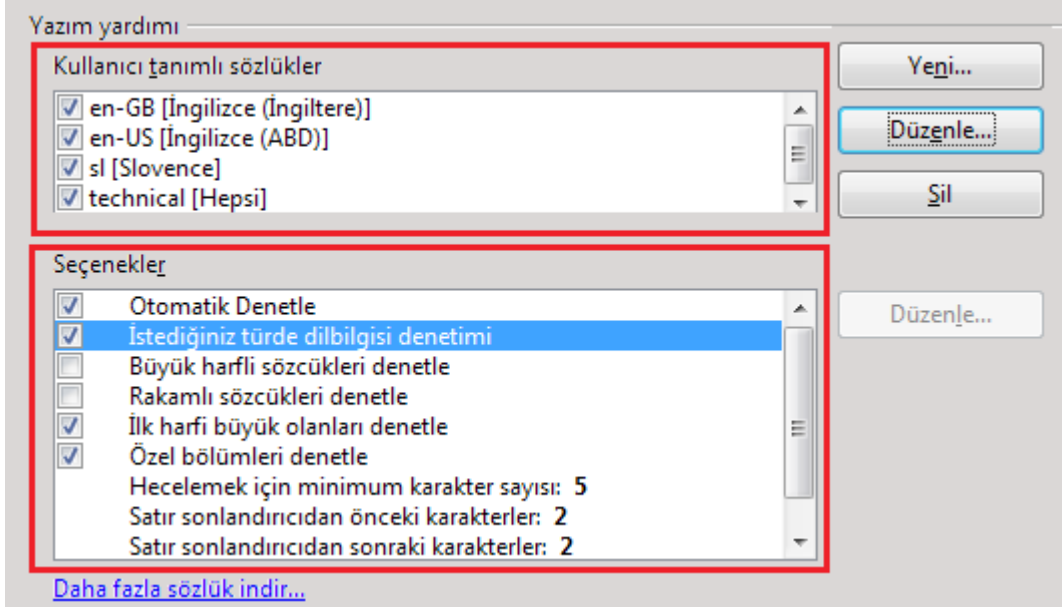 Yazım yardımı
Kullanıcı tanımlı sözlükler
Yeni...
en-GB [İngilizce (İngiltere)]
en-US [İngilizce (ABD)]
Düzenle...
sl [Slovence]
technical [Hepsi]
Sil
Seçenekler
Otomatik Denetle
Düzenle...
İstediğiniz türde dilbilgisi denetimi
Büyük harfli sözcükleri denetle
Rakamlı sözcükleri denetle
İlk harfi büyük olanları denetle
Özel bölümleri denetle
Hecelemek için minimum karakter sayısı: 5
Satır sonlandırıcıdan önceki karakterler: 2
Satır sonlandırıcıdan sonraki karakterler: 2
Daha fazla sözlük indir...